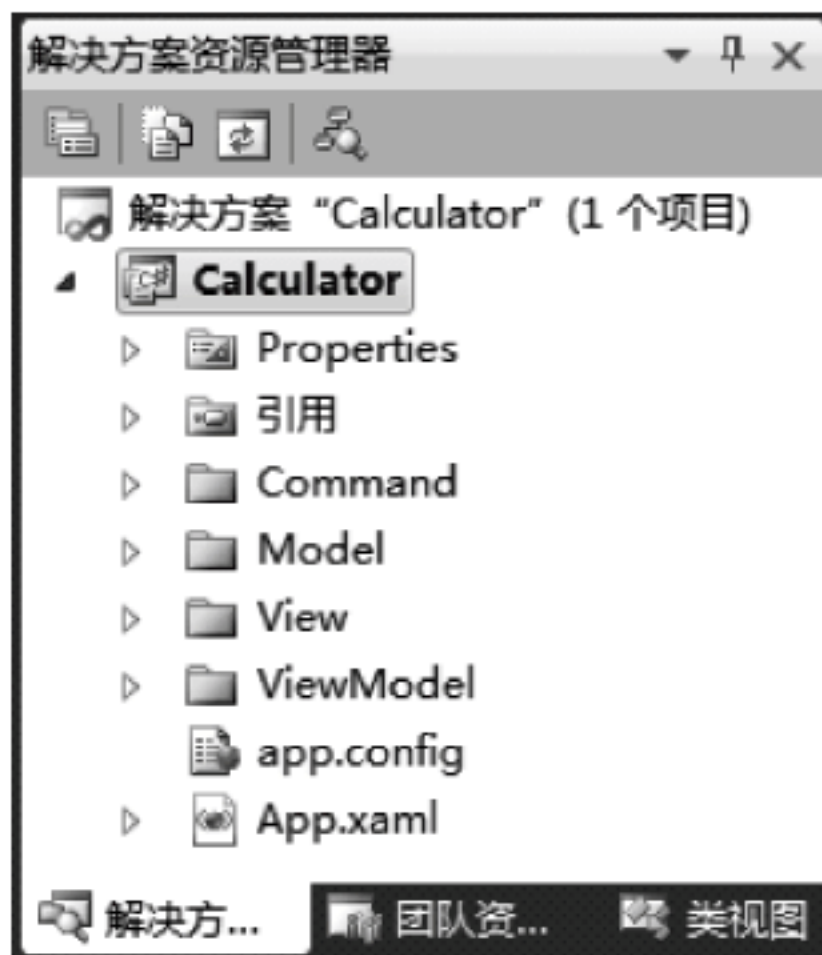 解决方案资源管理器
解决方案 “Calculator” (1 个项目)
C# Calculator
Properties
引用
Command
Model
View
ViewModel
app.config
App.xaml
解决方... 团队资... 类视图